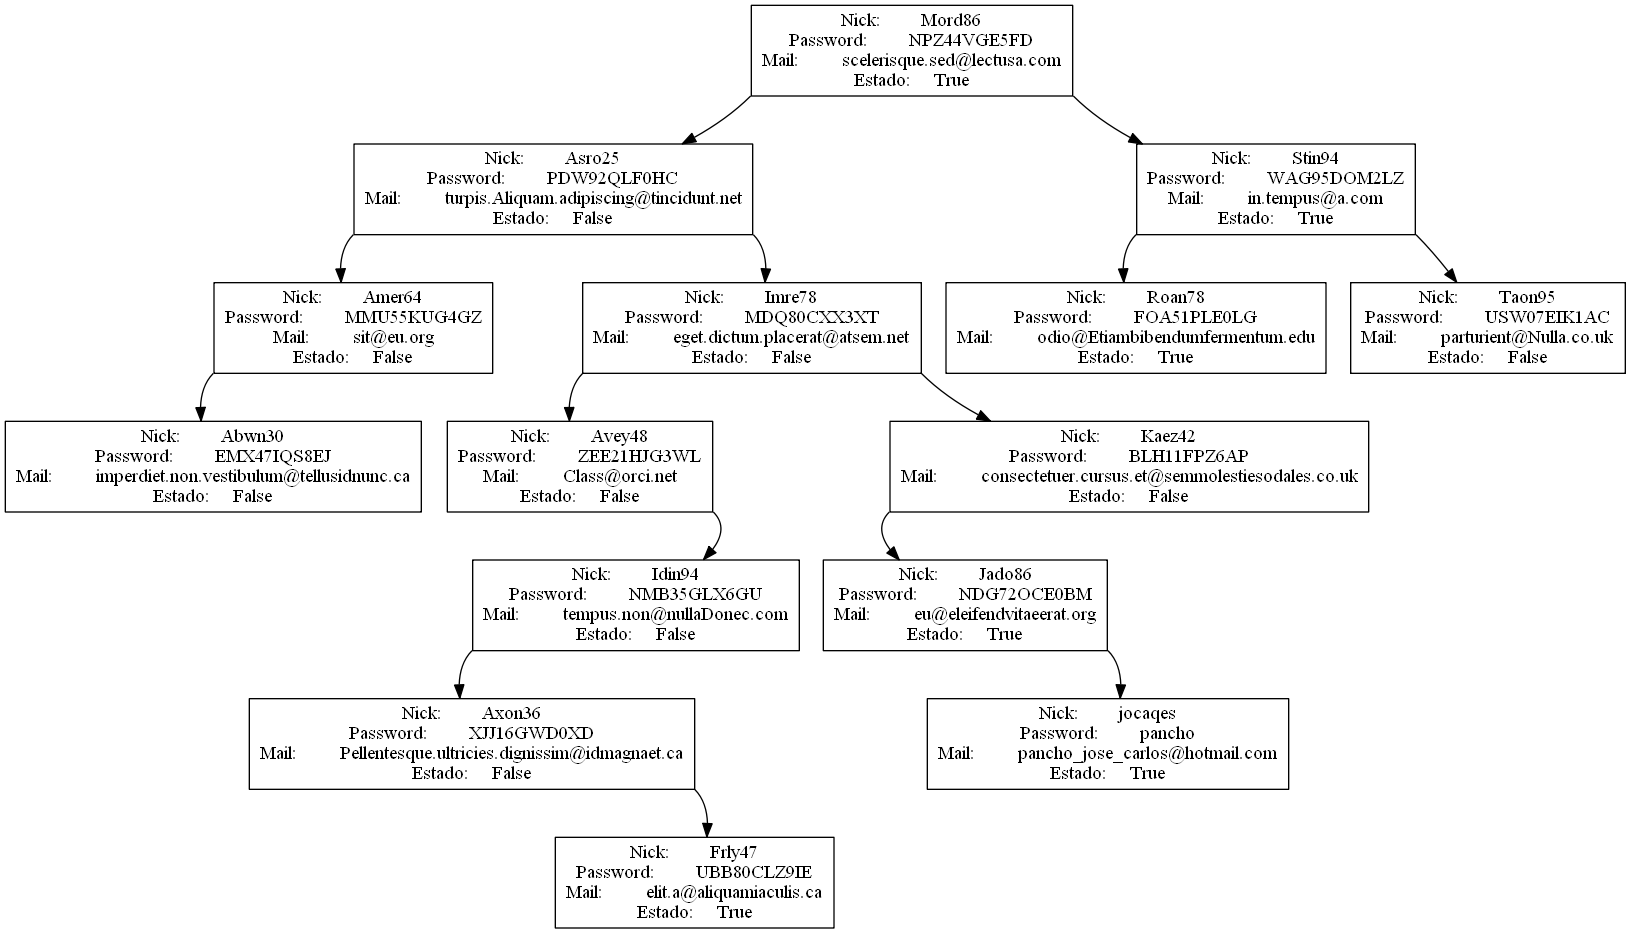 Nick: Mord86
Password: NPZ44VGE5FD
Mail: scelerisque.sed@lectusa.com
Estado: True
Nick: Asro25
Password: PDW92QLF0HC
Mail: turpis.Aliquam.adipiscing@tincidunt.net
Estado: False
Nick: Stin94
Password: WAG95DOM2LZ
Mail: in.tempus@a.com
Estado: True
Nick: Amer64
Password: MMU55KUG4GZ
Mail: sit@eu.org
Estado: False
Nick: Imre78
Password: MDQ80CXX3XT
Mail: eget.dictum.placerat@atsem.net
Estado: False
Nick: Roan78
Password: FOA51PLE0LG
Mail: odio@Etiambibendumfermentum.edu
Estado: True
Nick: Taon95
Password: USW07EIK1AC
Mail: parturient@Nulla.co.uk
Estado: False
Nick: Abwn30
Password: EMX47IQS8EJ
Mail: imperdiet.non.vestibulum@tellusidnunc.ca
Estado: False
Nick: Avey48
Password: ZEE21HJG3WL
Mail: Class@orci.net
Estado: False
Nick: Kaez42
Password: BLH11FPZ6AP
Mail: consectetuer.cursus.et@semmolestiesodales.co.uk
Estado: False
Nick: Idin94
Password: NMB35GLX6GU
Mail: tempus.non@nullaDonec.com
Estado: False
Nick: Jado86
Password: NDG72OCE0BM
Mail: eu@eleifendvitaeerat.org
Estado: True
Nick: Axon36
Password: XJJ16GWD0XD
Mail: Pellentesque.ultricies.dignissim@idmagnaet.ca
Estado: False
Nick: jocaqes
Password: pancho
Mail: pancho_jose_carlos@hotmail.com
Estado: True
Nick: Frly47
Password: UBB80CLZ9IE
Mail: elit.a@aliquamiaculis.ca
Estado: True